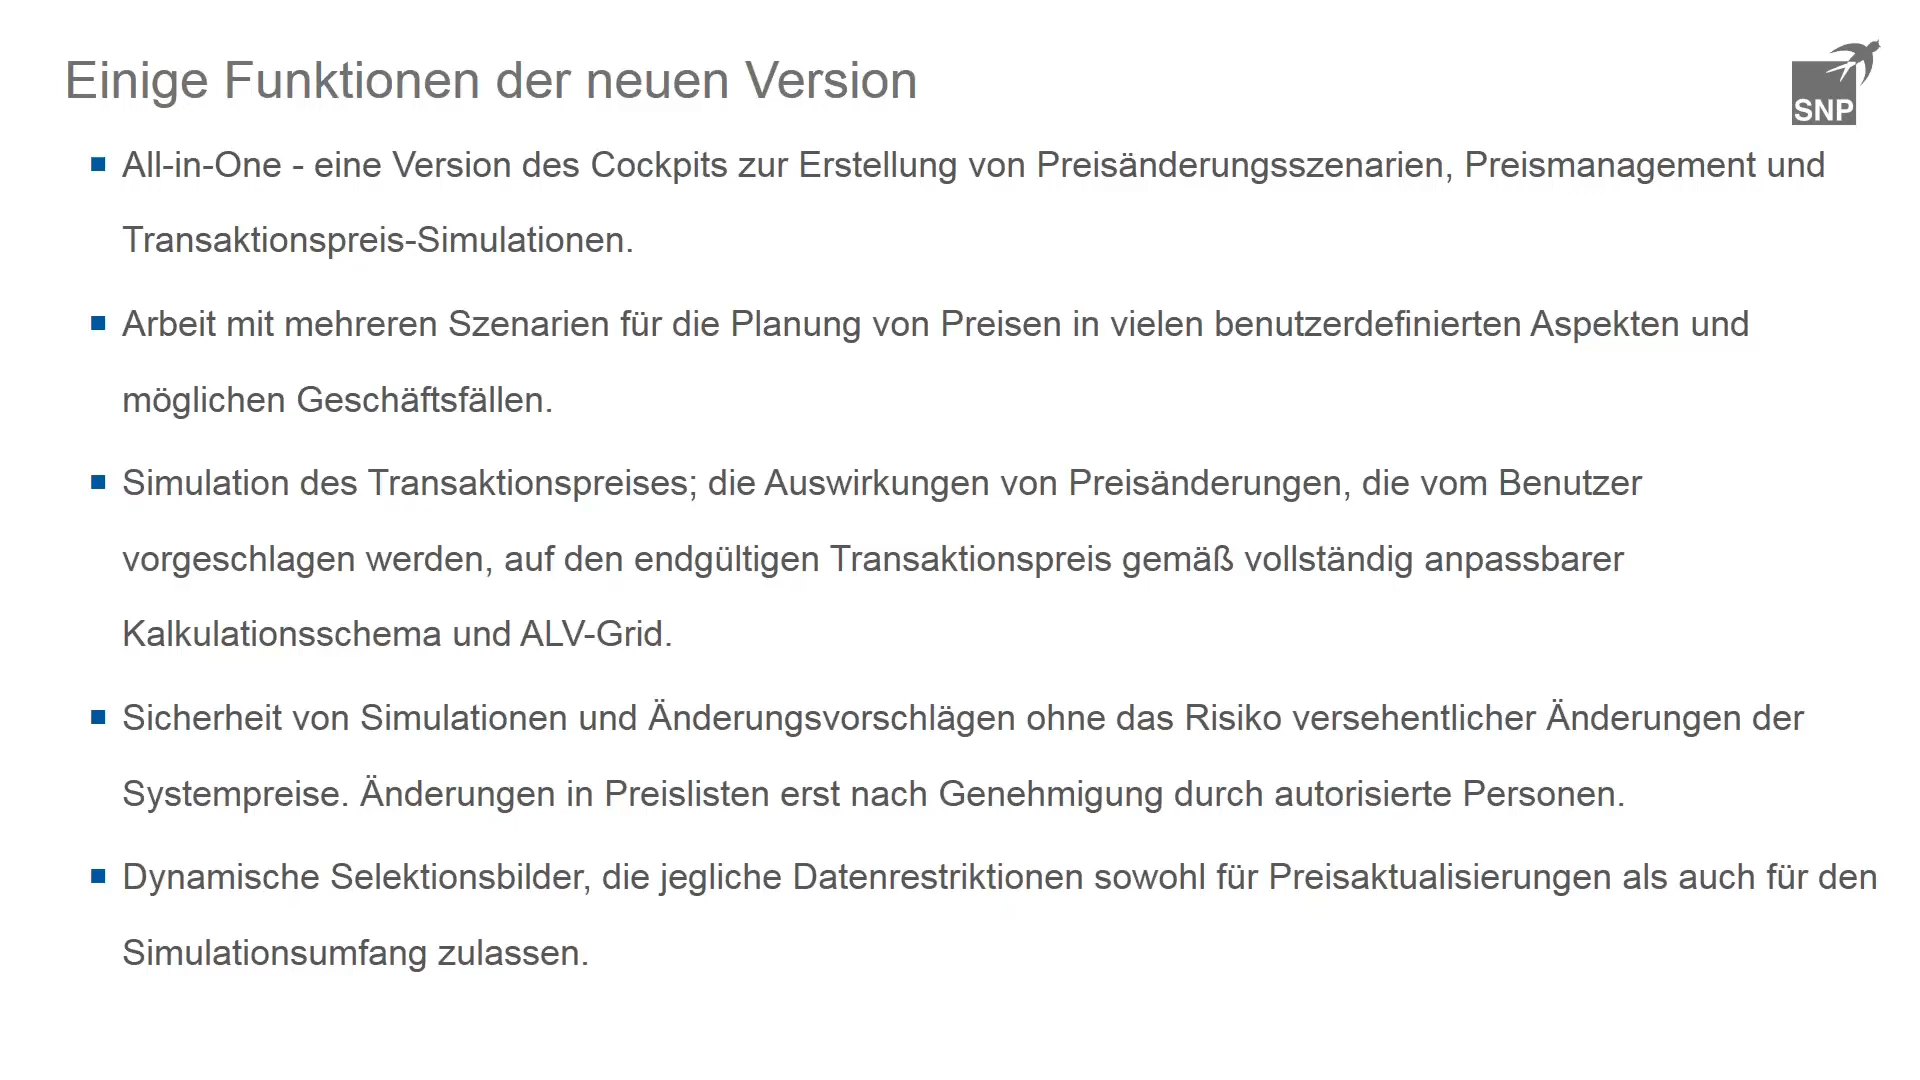 Einige Funktionen der neuen Version
SNP
All-in-One - eine Version des Cockpits zur Erstellung von Preisänderungsszenarien, Preismanagement und
Transaktionspreis-Simulationen.
Arbeit mit mehreren Szenarien für die Planung von Preisen in vielen benutzerdefinierten Aspekten und
möglichen Geschäftsfällen.
Simulation des Transaktionspreises; die Auswirkungen von Preisänderungen, die vom Benutzer
vorgeschlagen werden, auf den endgültigen Transaktionspreis gemäß vollständig anpassbarer
Kalkulationsschema und ALV-Grid.
Sicherheit von Simulationen und Änderungsvorschlägen ohne das Risiko versehentlicher Änderungen der
Systempreise. Änderungen in Preislisten erst nach Genehmigung durch autorisierte Personen.
Dynamische Selektionsbilder, die jegliche Datenrestriktionen sowohl für Preisaktualisierungen als auch für den
Simulationsumfang zulassen.